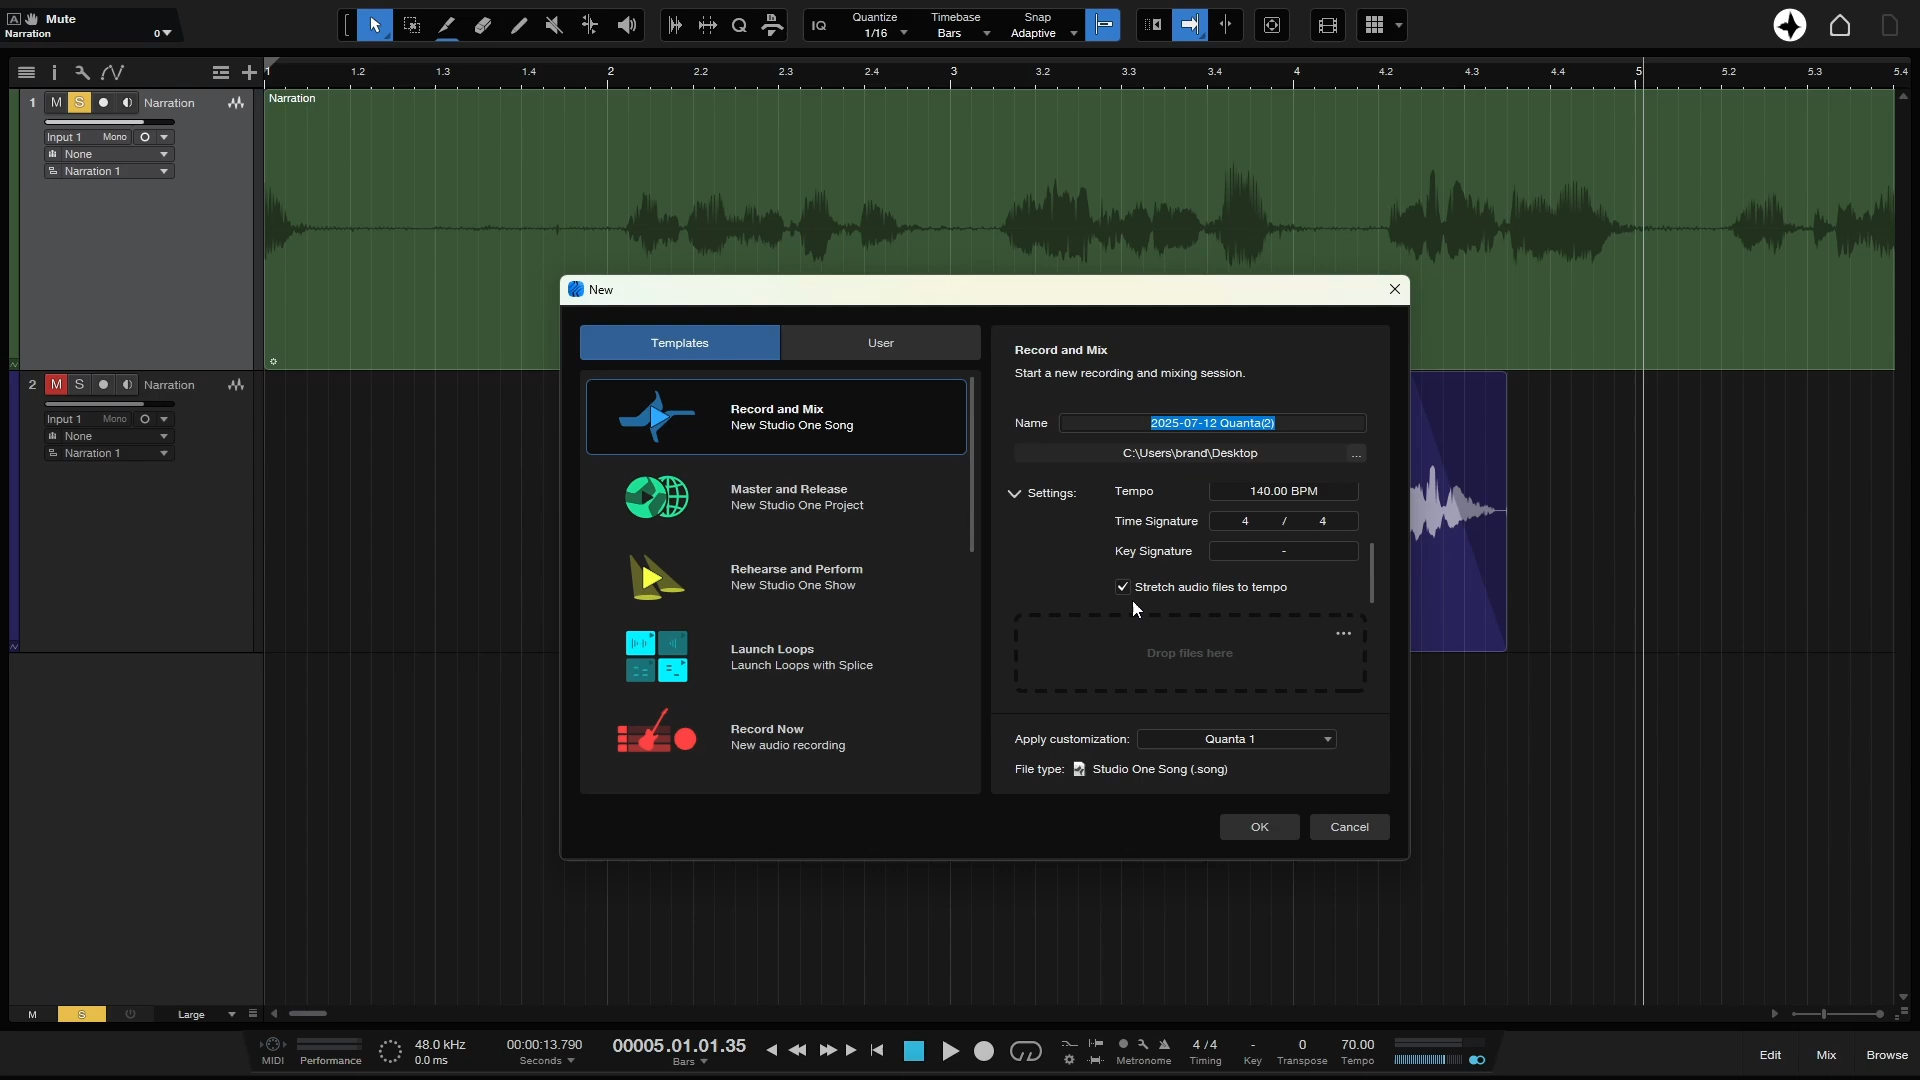 Mute
Narration
0
IQ
Quantize
1/16
Timebase
Bars
Snap
Adaptive
1
1.2
1.3
1.4
2
2.2
2.3
2.4
3
3.2
3.3
3.4
4
4.2
4.3
4.4
5
5.2
5.3
5.4
1 M S Narration
Input 1 Mono
None
Narration 1
Narration
2 M S Narration
Input 1 Mono
None
Narration 1
New
Templates
User
Record and Mix
New Studio One Song
Master and Release
New Studio One Project
Rehearse and Perform
New Studio One Show
Launch Loops
Launch Loops with Splice
Record Now
New audio recording
Record and Mix
Start a new recording and mixing session.
Name 2025-07-12 Quanta(2)
C:\Users\brand\Desktop ...
Settings:
Tempo 140.00 BPM
Time Signature 4 / 4
Key Signature -
Stretch audio files to tempo
Drop files here
Apply customization: Quanta 1
File type: Studio One Song (.song)
OK
Cancel
M S Large
MIDI
Performance
48.0 kHz
0.0 ms
00:00:13.790
Seconds
00005.01.01.35
Bars
Metronome
4 / 4
Timing
-
Key
0
Transpose
70.00
Tempo
Edit
Mix
Browse